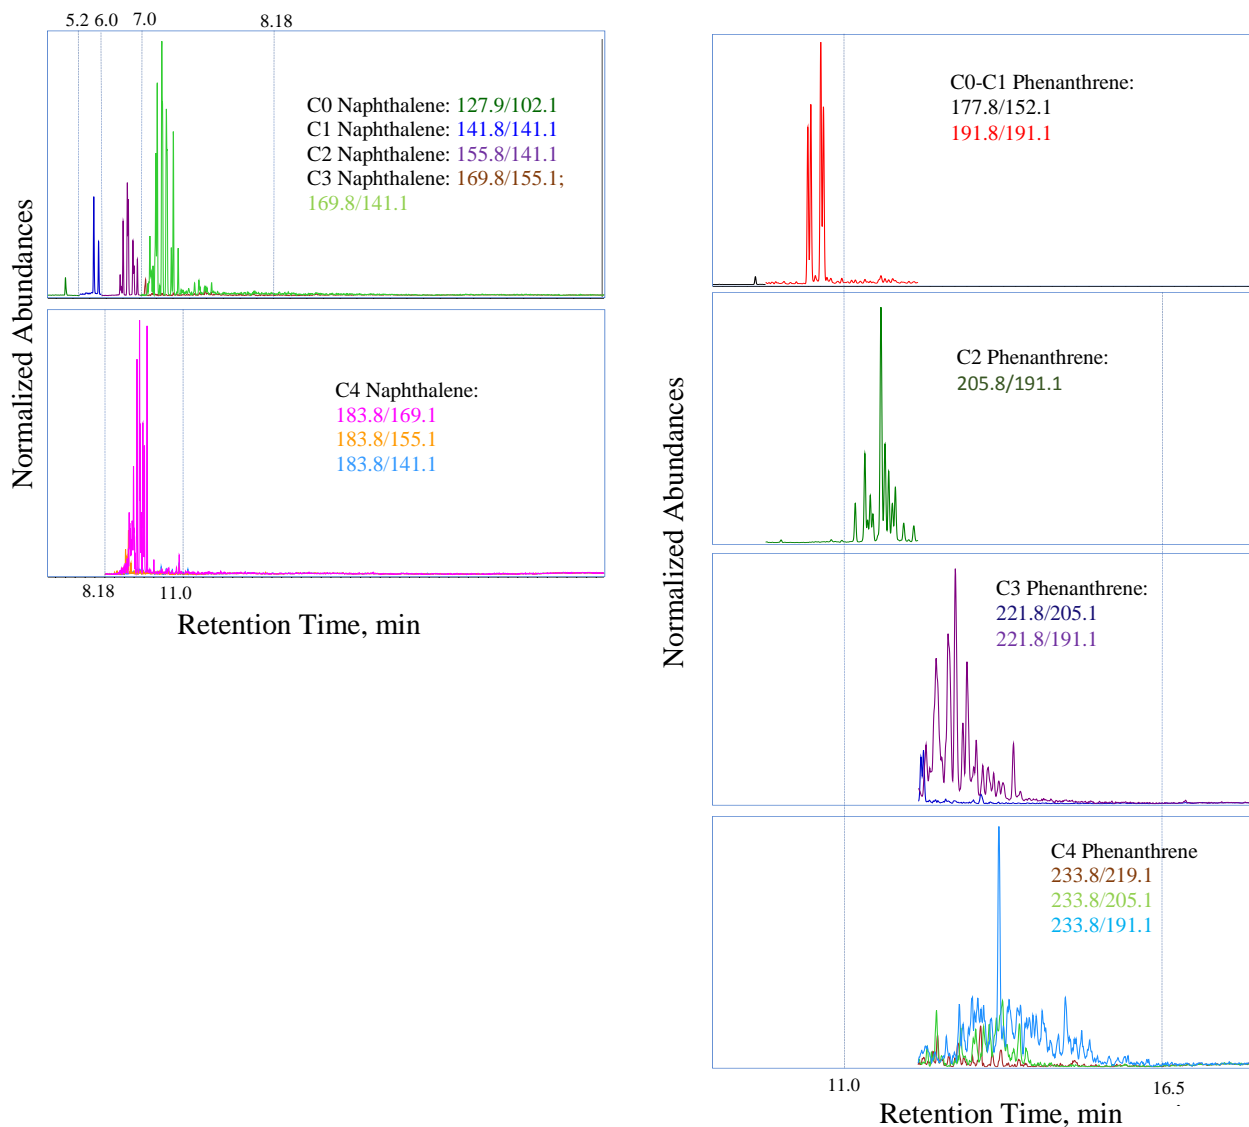 5.2 6.0 7.0 8.18
C0 Naphthalene: 127.9/102.1
C1 Naphthalene: 141.8/141.1
C2 Naphthalene: 155.8/141.1
C3 Naphthalene: 169.8/155.1;
169.8/141.1
Normalized Abundances
C4 Naphthalene:
183.8/169.1
183.8/155.1
183.8/141.1
8.18 11.0
Retention Time, min
C0-C1 Phenanthrene:
177.8/152.1
191.8/191.1
C2 Phenanthrene:
205.8/191.1
Normalized Abundances
C3 Phenanthrene:
221.8/205.1
221.8/191.1
C4 Phenanthrene
233.8/219.1
233.8/205.1
233.8/191.1
11.0 16.5
Retention Time, min